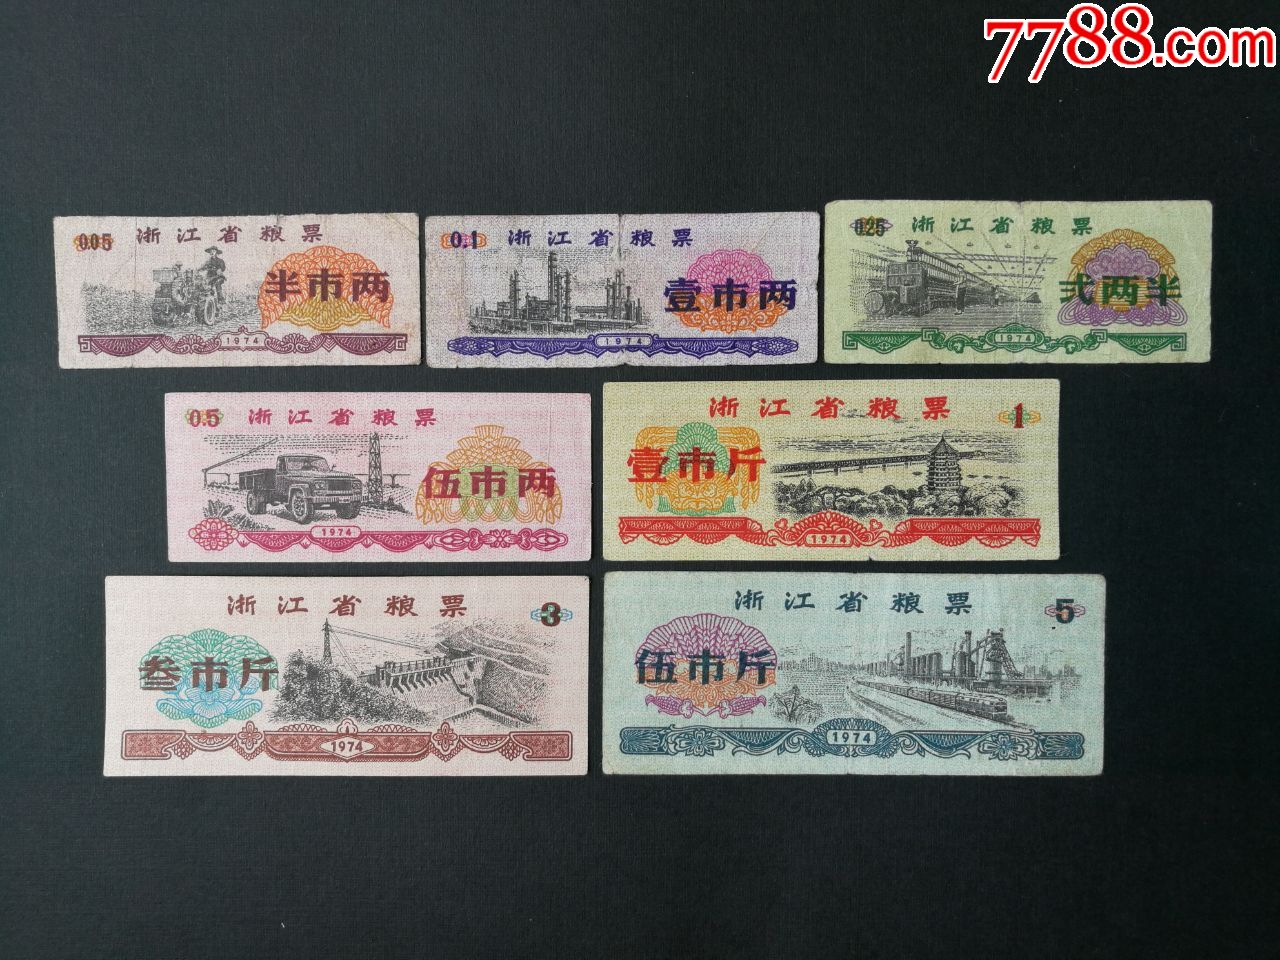 7788.com
0.05 浙江省粮票
半市两
1974
0.1 浙江省粮票
壹市两
1974
0.25 浙江省粮票
弍两半
1974
0.5 浙江省粮票
伍市两
1974
浙江省粮票 1
壹市斤
1974
浙江省粮票 3
叁市斤
1974
浙江省粮票 5
伍市斤
1974